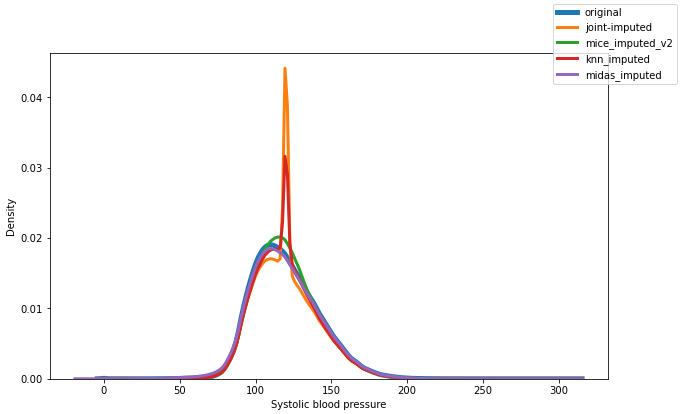 original
joint-imputed
mice_imputed_v2
knn_imputed
midas_imputed
0.04
0.03
0.02
0.01
0.00
Density
0 50 100 150 200 250 300
Systolic blood pressure